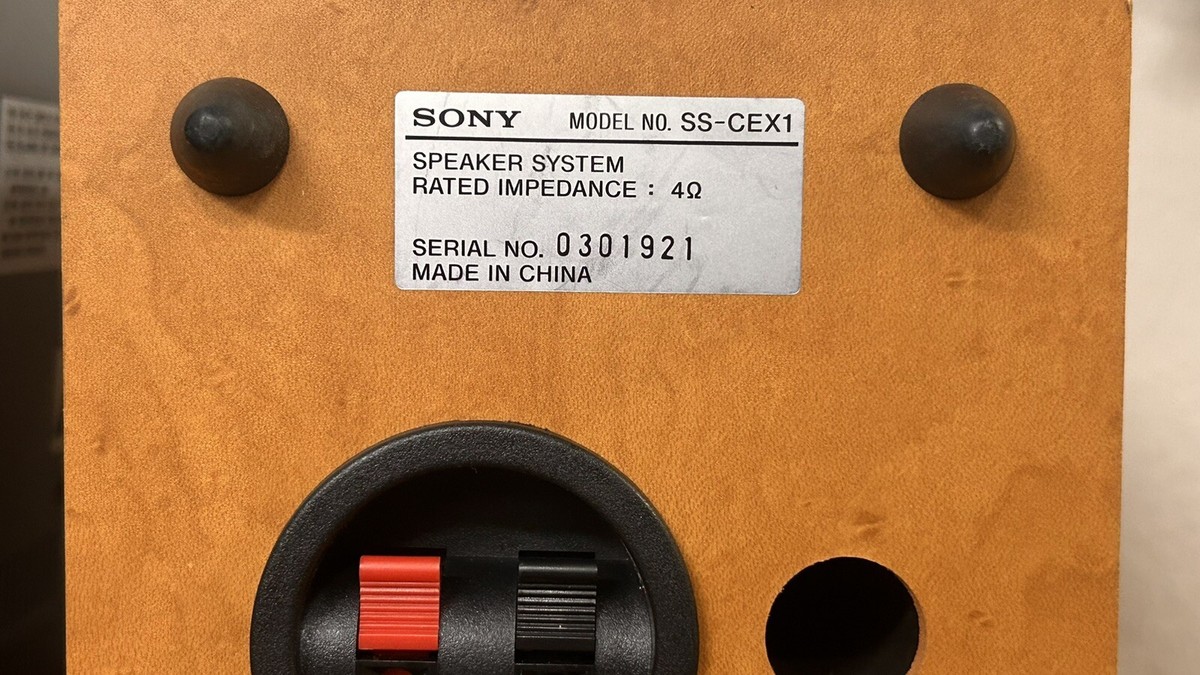 SONY MODEL NO. SS-CEX1
SPEAKER SYSTEM
RATED IMPEDANCE : 4Ω
SERIAL NO. 0301921
MADE IN CHINA